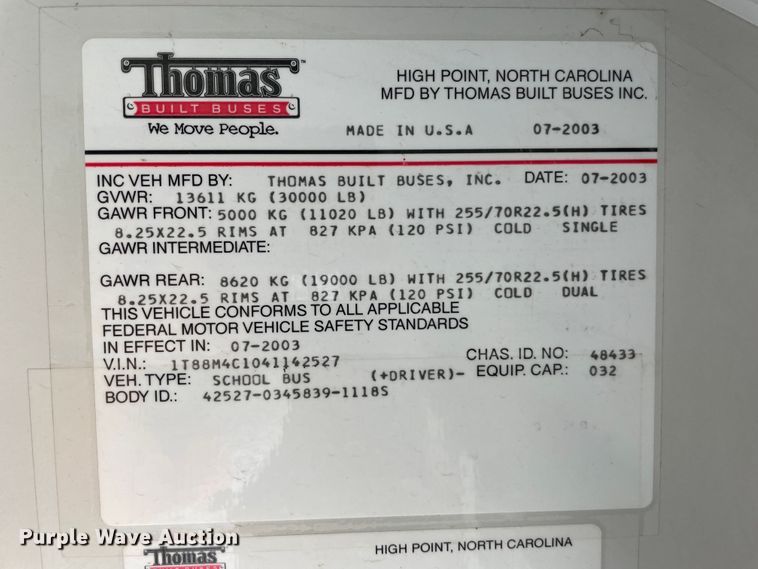 Thomas™
BUILT BUSES
We Move People.
HIGH POINT, NORTH CAROLINA
MFD BY THOMAS BUILT BUSES INC.
MADE IN U.S.A 07-2003
INC VEH MFD BY: THOMAS BUILT BUSES, INC. DATE: 07-2003
GVWR: 13611 KG (30000 LB)
GAWR FRONT: 5000 KG (11020 LB) WITH 255/70R22.5(H) TIRES
8.25X22.5 RIMS AT 827 KPA (120 PSI) COLD SINGLE
GAWR INTERMEDIATE:
GAWR REAR: 8620 KG (19000 LB) WITH 255/70R22.5(H) TIRES
8.25X22.5 RIMS AT 827 KPA (120 PSI) COLD DUAL
THIS VEHICLE CONFORMS TO ALL APPLICABLE
FEDERAL MOTOR VEHICLE SAFETY STANDARDS
IN EFFECT IN: 07-2003
V.I.N.: 1T88M4C1041142527 CHAS. ID. NO: 48433
VEH. TYPE: SCHOOL BUS (+DRIVER)- EQUIP. CAP.: 032
BODY ID.: 42527-0345839-1118S
Purple Wave Auction
Thomas
BUILT BUSES
HIGH POINT, NORTH CAROLINA